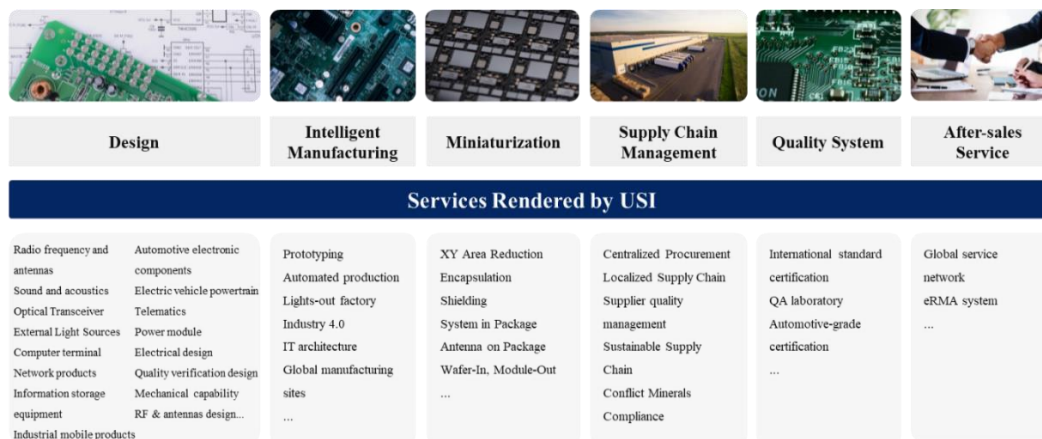 Design
Intelligent
Manufacturing
Miniaturization
Supply Chain
Management
Quality System
After-sales
Service
Services Rendered by USI
Radio frequency and
antennas
Sound and acoustics
Optical Transceiver
External Light Sources
Computer terminal
Network products
Information storage
equipment
Industrial mobile products
Automotive electronic
components
Electric vehicle powertrain
Telematics
Power module
Electrical design
Quality verification design
Mechanical capability
RF & antennas design...
Prototyping
Automated production
Lights-out factory
Industry 4.0
IT architecture
Global manufacturing
sites
...
XY Area Reduction
Encapsulation
Shielding
System in Package
Antenna on Package
Wafer-In, Module-Out
...
Centralized Procurement
Localized Supply Chain
Supplier quality
management
Sustainable Supply
Chain
Conflict Minerals
Compliance
International standard
certification
QA laboratory
Automotive-grade
certification
...
Global service
network
eRMA system
...